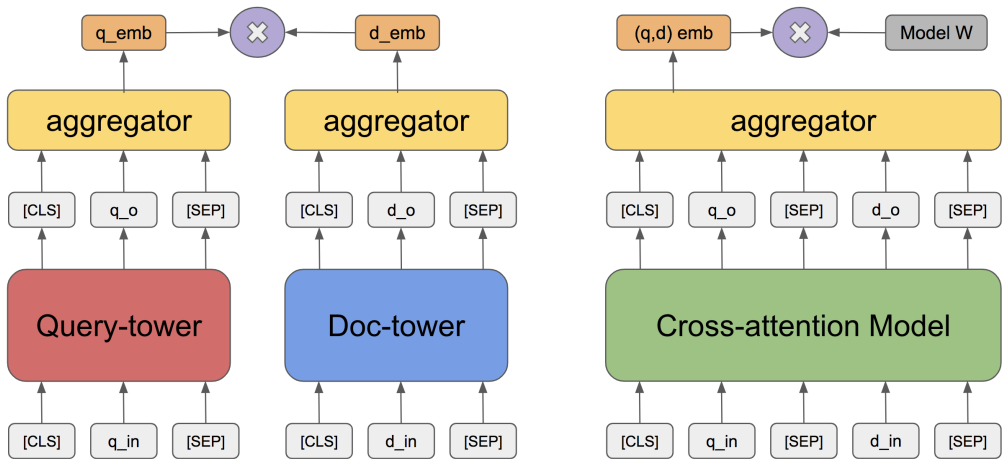 q_emb
d_emb
(q,d) emb
Model W
aggregator
aggregator
aggregator
[CLS]
q_o
[SEP]
[CLS]
d_o
[SEP]
[CLS]
q_o
[SEP]
d_o
[SEP]
Query-tower
Doc-tower
Cross-attention Model
[CLS]
q_in
[SEP]
[CLS]
d_in
[SEP]
[CLS]
q_in
[SEP]
d_in
[SEP]